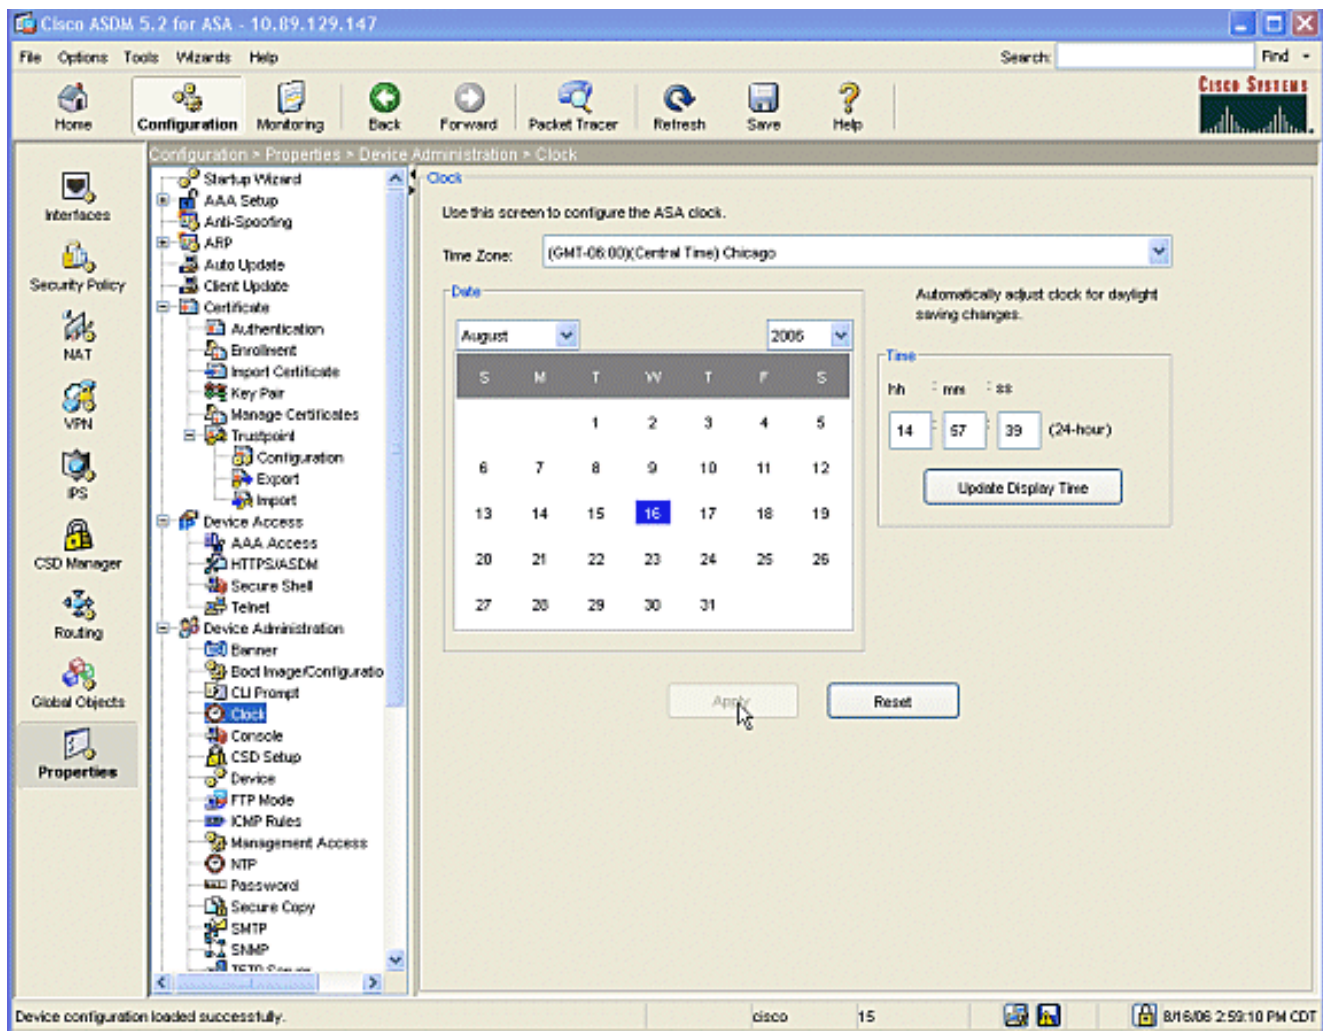 Cisco ASDM 5.2 for ASA - 10.89.129.147
File Options Tools Wizards Help Search: Find
Home Configuration Monitoring Back Forward Packet Tracer Refresh Save Help
CISCO SYSTEMS
Configuration > Properties > Device Administration > Clock
Interfaces
Security Policy
NAT
VPN
IPS
CSD Manager
Routing
Global Objects
Properties
Startup Wizard
AAA Setup
Anti-Spoofing
ARP
Auto Update
Client Update
Certificate
Authentication
Enrollment
Import Certificate
Key Pair
Manage Certificates
Trustpoint
Configuration
Export
Import
Device Access
AAA Access
HTTPS/ASDM
Secure Shell
Telnet
Device Administration
Banner
Boot Image/Configuratio
CLI Prompt
Clock
Console
CSD Setup
Device
FTP Mode
ICMP Rules
Management Access
NTP
Password
Secure Copy
SMTP
SNMP
TFTP Server
Clock
Use this screen to configure the ASA clock.
Time Zone: (GMT-06:00)(Central Time) Chicago
Date
August 2006
S M T W T F S
1 2 3 4 5
6 7 8 9 10 11 12
13 14 15 16 17 18 19
20 21 22 23 24 25 26
27 28 29 30 31
Automatically adjust clock for daylight
saving changes.
Time
hh : mm : ss
14 : 57 : 39 (24-hour)
Update Display Time
Apply Reset
Device configuration loaded successfully. cisco 15 8/16/06 2:59:10 PM CDT